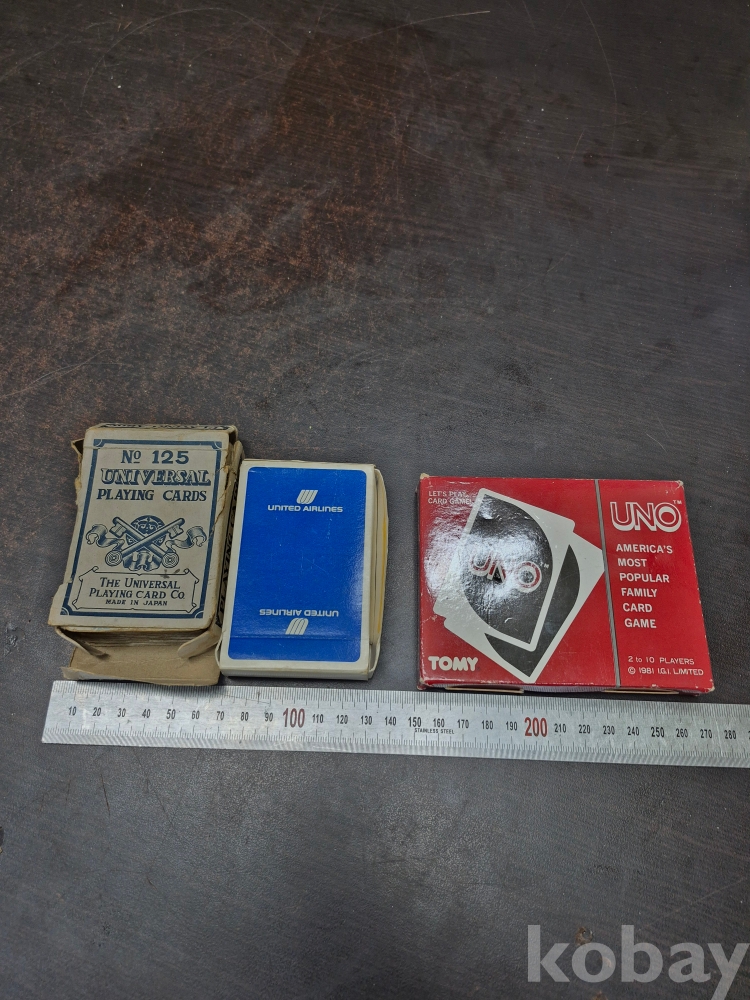 No 125
UNIVERSAL
PLAYING CARDS
THE UNIVERSAL
PLAYING CARD CO.
MADE IN JAPAN
UNITED AIRLINES
UNITED AIRLINES
LET'S PLAY
CARD GAME!
UNO
TOMY
UNO™
AMERICA'S
MOST
POPULAR
FAMILY
CARD
GAME
2 to 10 PLAYERS
© 1981 I.G.I. LIMITED
10 20 30 40 50 60 70 80 90 100 110 120 130 140 150 160 170 180 190 200 210 220 230 240 250 260 270 280
STAINLESS STEEL
kobay